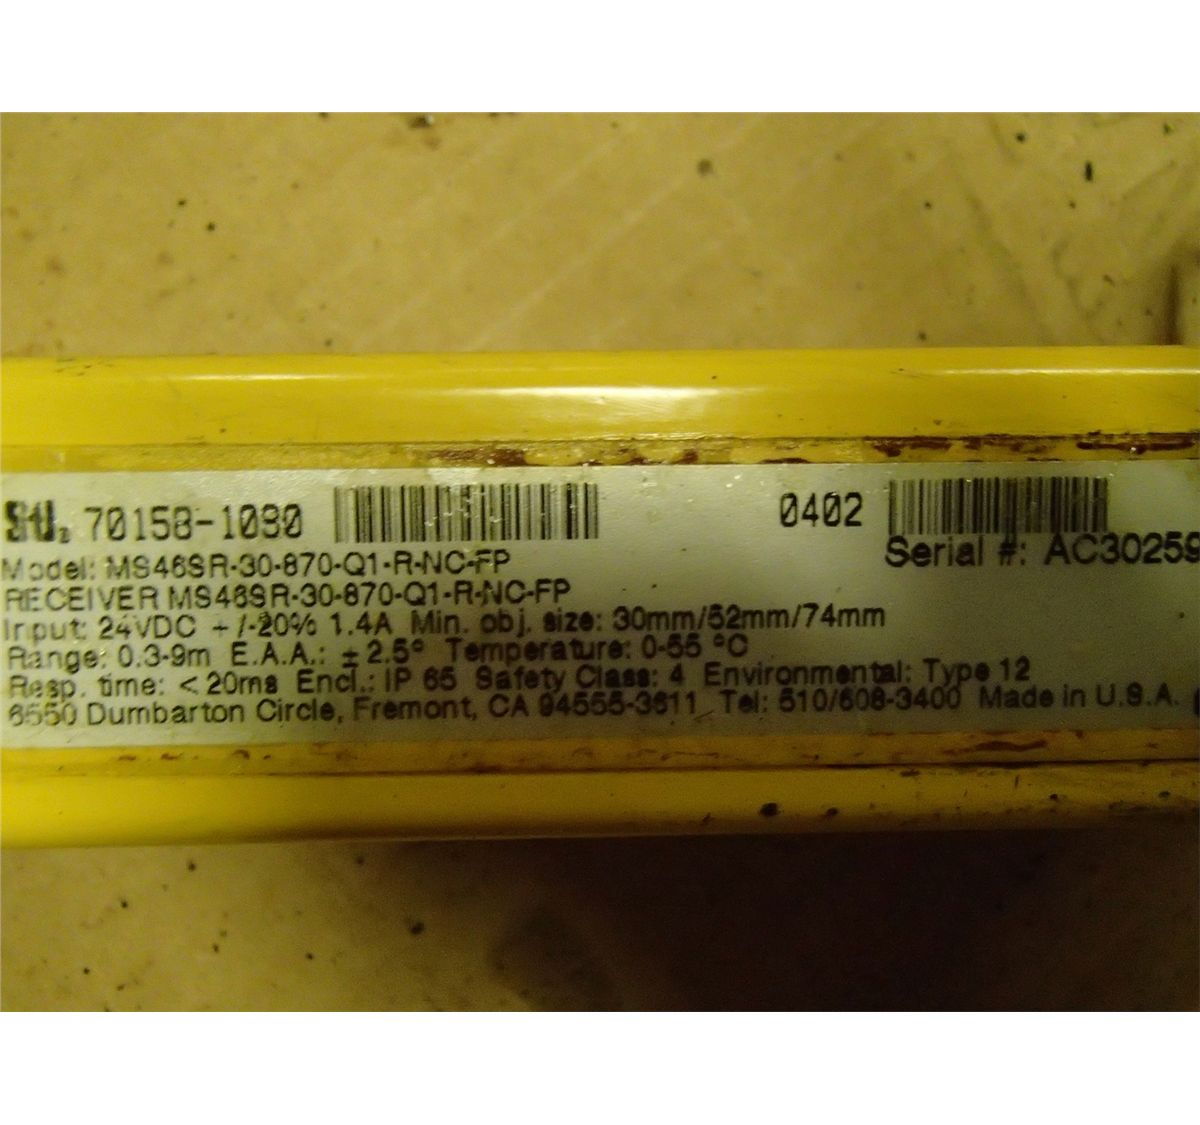 STI 70158-1090 0402
Serial #: AC30259
Model: MS46SR-30-870-Q1-R-NC-FP
RECEIVER MS46SR-30-870-Q1-R-NC-FP
Input: 24VDC +/-20% 1.4A Min. obj. size: 30mm/52mm/74mm
Range: 0.3-9m E.A.A.: ±2.5° Temperature: 0-55 °C
Resp. time: <20ms Encl.: IP 65 Safety Class: 4 Environmental: Type 12
6550 Dumbarton Circle, Fremont, CA 94555-3611 Tel: 510/608-3400 Made in U.S.A.